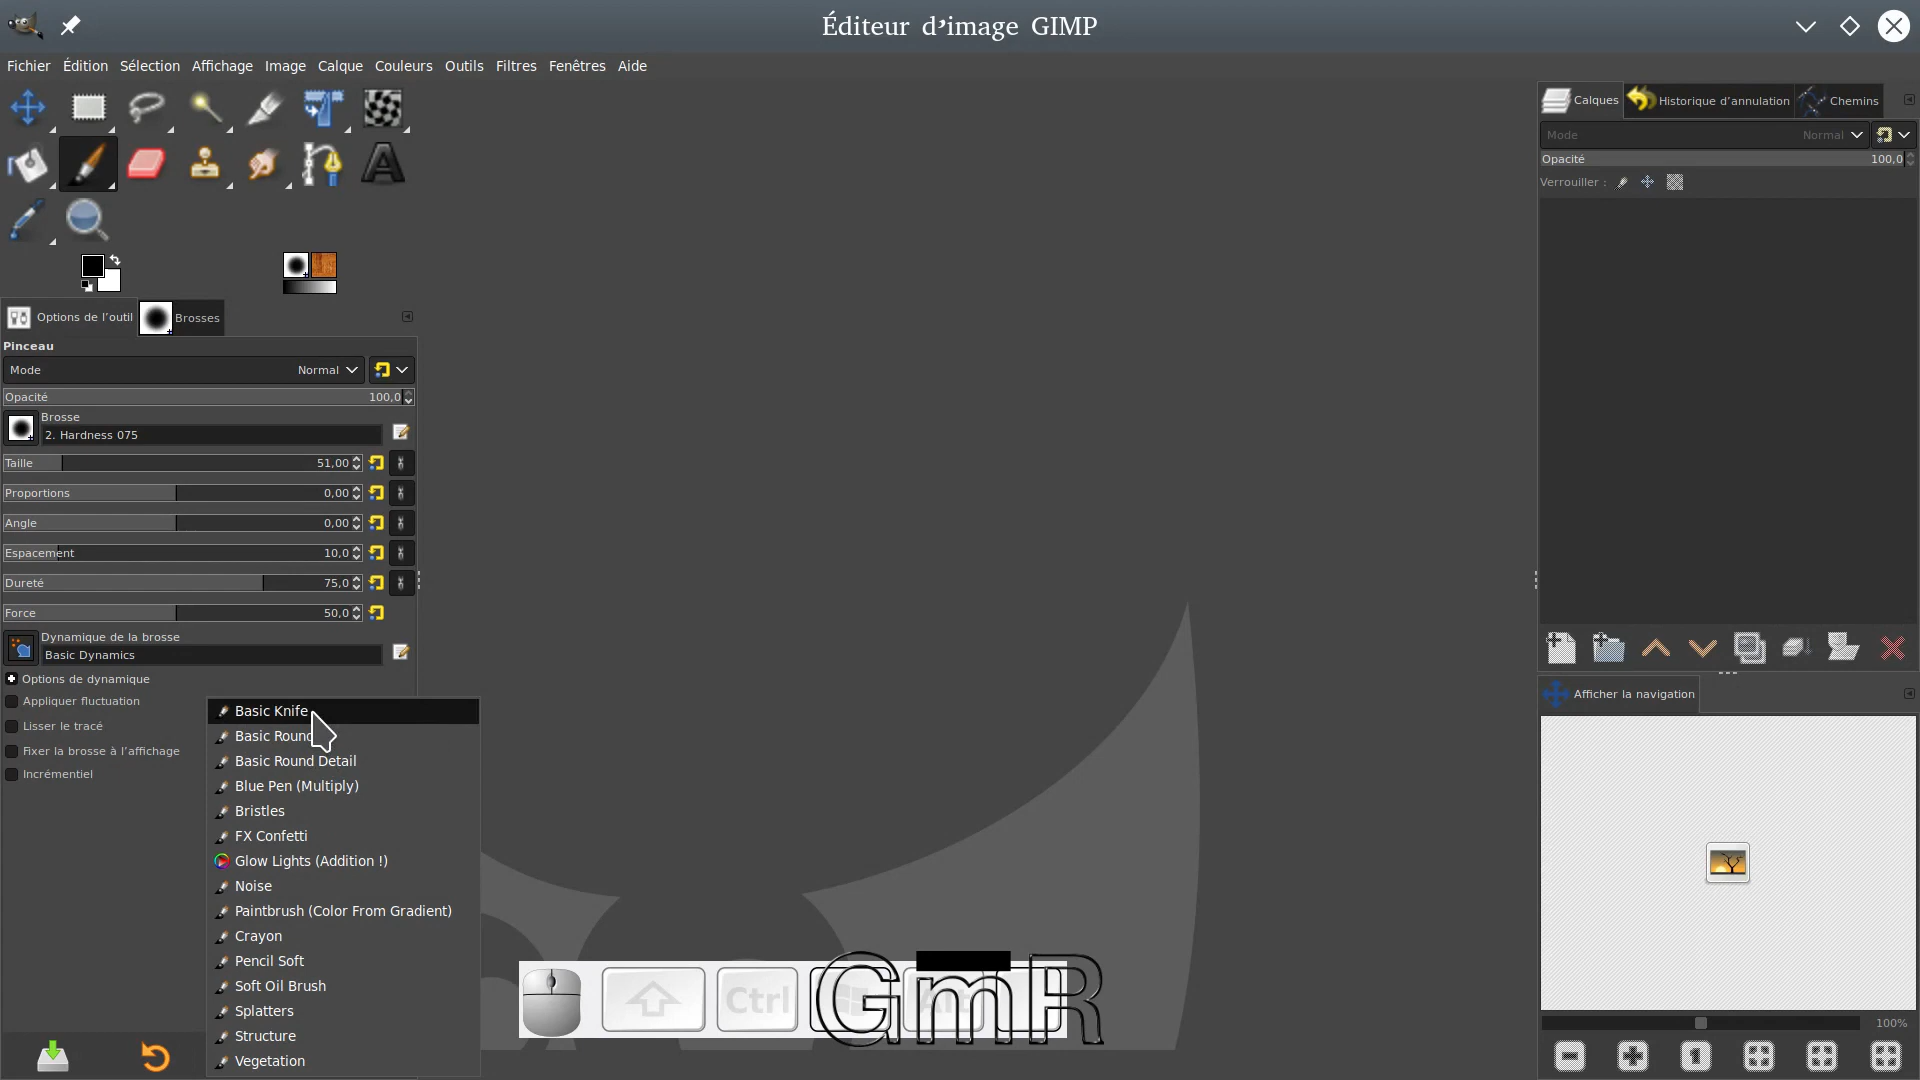 Éditeur d’image GIMP
Fichier Édition Sélection Affichage Image Calque Couleurs Outils Filtres Fenêtres Aide
Options de l’outil Brosses
Pinceau
Mode Normal
Opacité 100,0
Brosse
2. Hardness 075
Taille 51,00
Proportions 0,00
Angle 0,00
Espacement 10,0
Dureté 75,0
Force 50,0
Dynamique de la brosse
Basic Dynamics
Options de dynamique
Appliquer fluctuation
Lisser le tracé
Fixer la brosse à l’affichage
Incrémentiel
Basic Knife
Basic Round
Basic Round Detail
Blue Pen (Multiply)
Bristles
FX Confetti
Glow Lights (Addition !)
Noise
Paintbrush (Color From Gradient)
Crayon
Pencil Soft
Soft Oil Brush
Splatters
Structure
Vegetation
Ctrl Alt
GmR
Calques Historique d’annulation Chemins
Mode Normal
Opacité 100,0
Verrouiller :
Afficher la navigation
100%
1